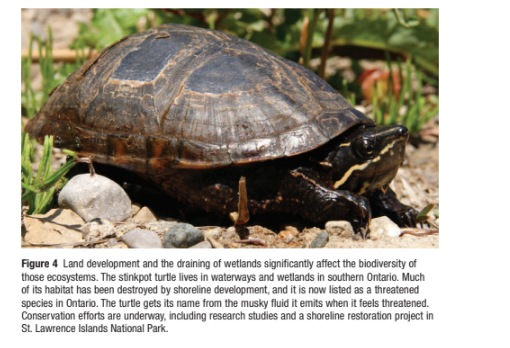 Figure 4 Land development and the draining of wetlands significantly affect the biodiversity of
those ecosystems. The stinkpot turtle lives in waterways and wetlands in southern Ontario. Much
of its habitat has been destroyed by shoreline development, and it is now listed as a threatened
species in Ontario. The turtle gets its name from the musky fluid it emits when it feels threatened.
Conservation efforts are underway, including research studies and a shoreline restoration project in
St. Lawrence Islands National Park.